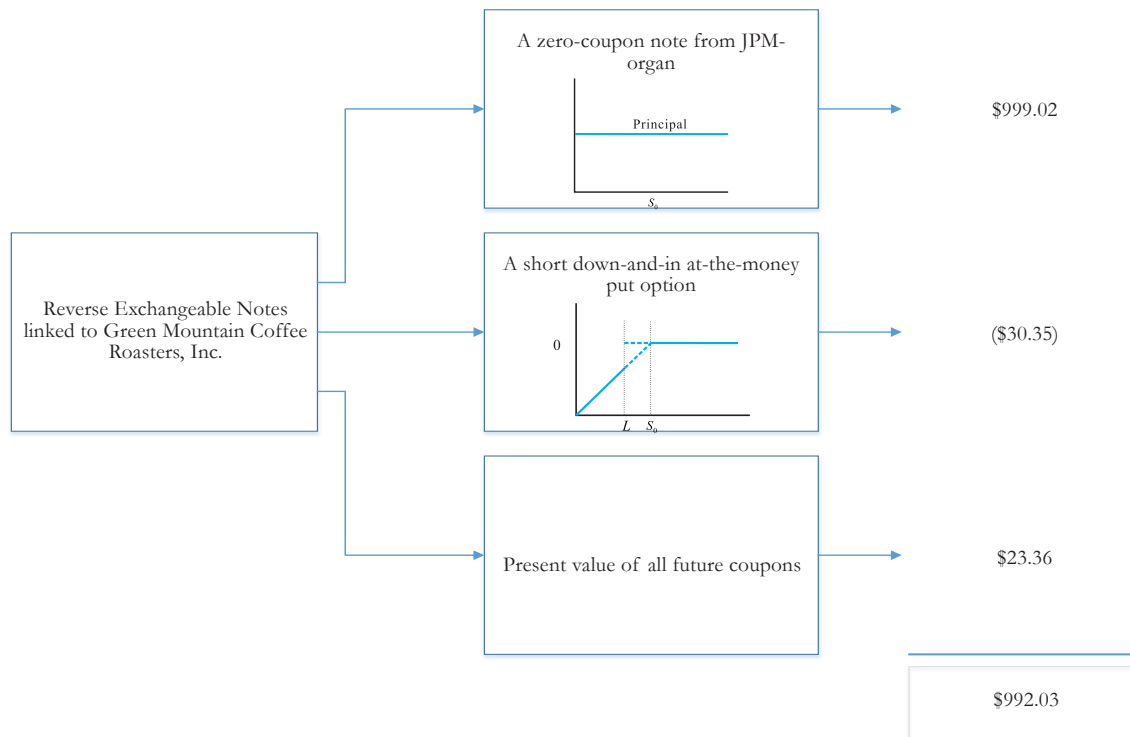 A zero-coupon note from JPM-
organ
Principal
S₀
$999.02
Reverse Exchangeable Notes
linked to Green Mountain Coffee
Roasters, Inc.
A short down-and-in at-the-money
put option
0
L S₀
($30.35)
Present value of all future coupons
$23.36
$992.03